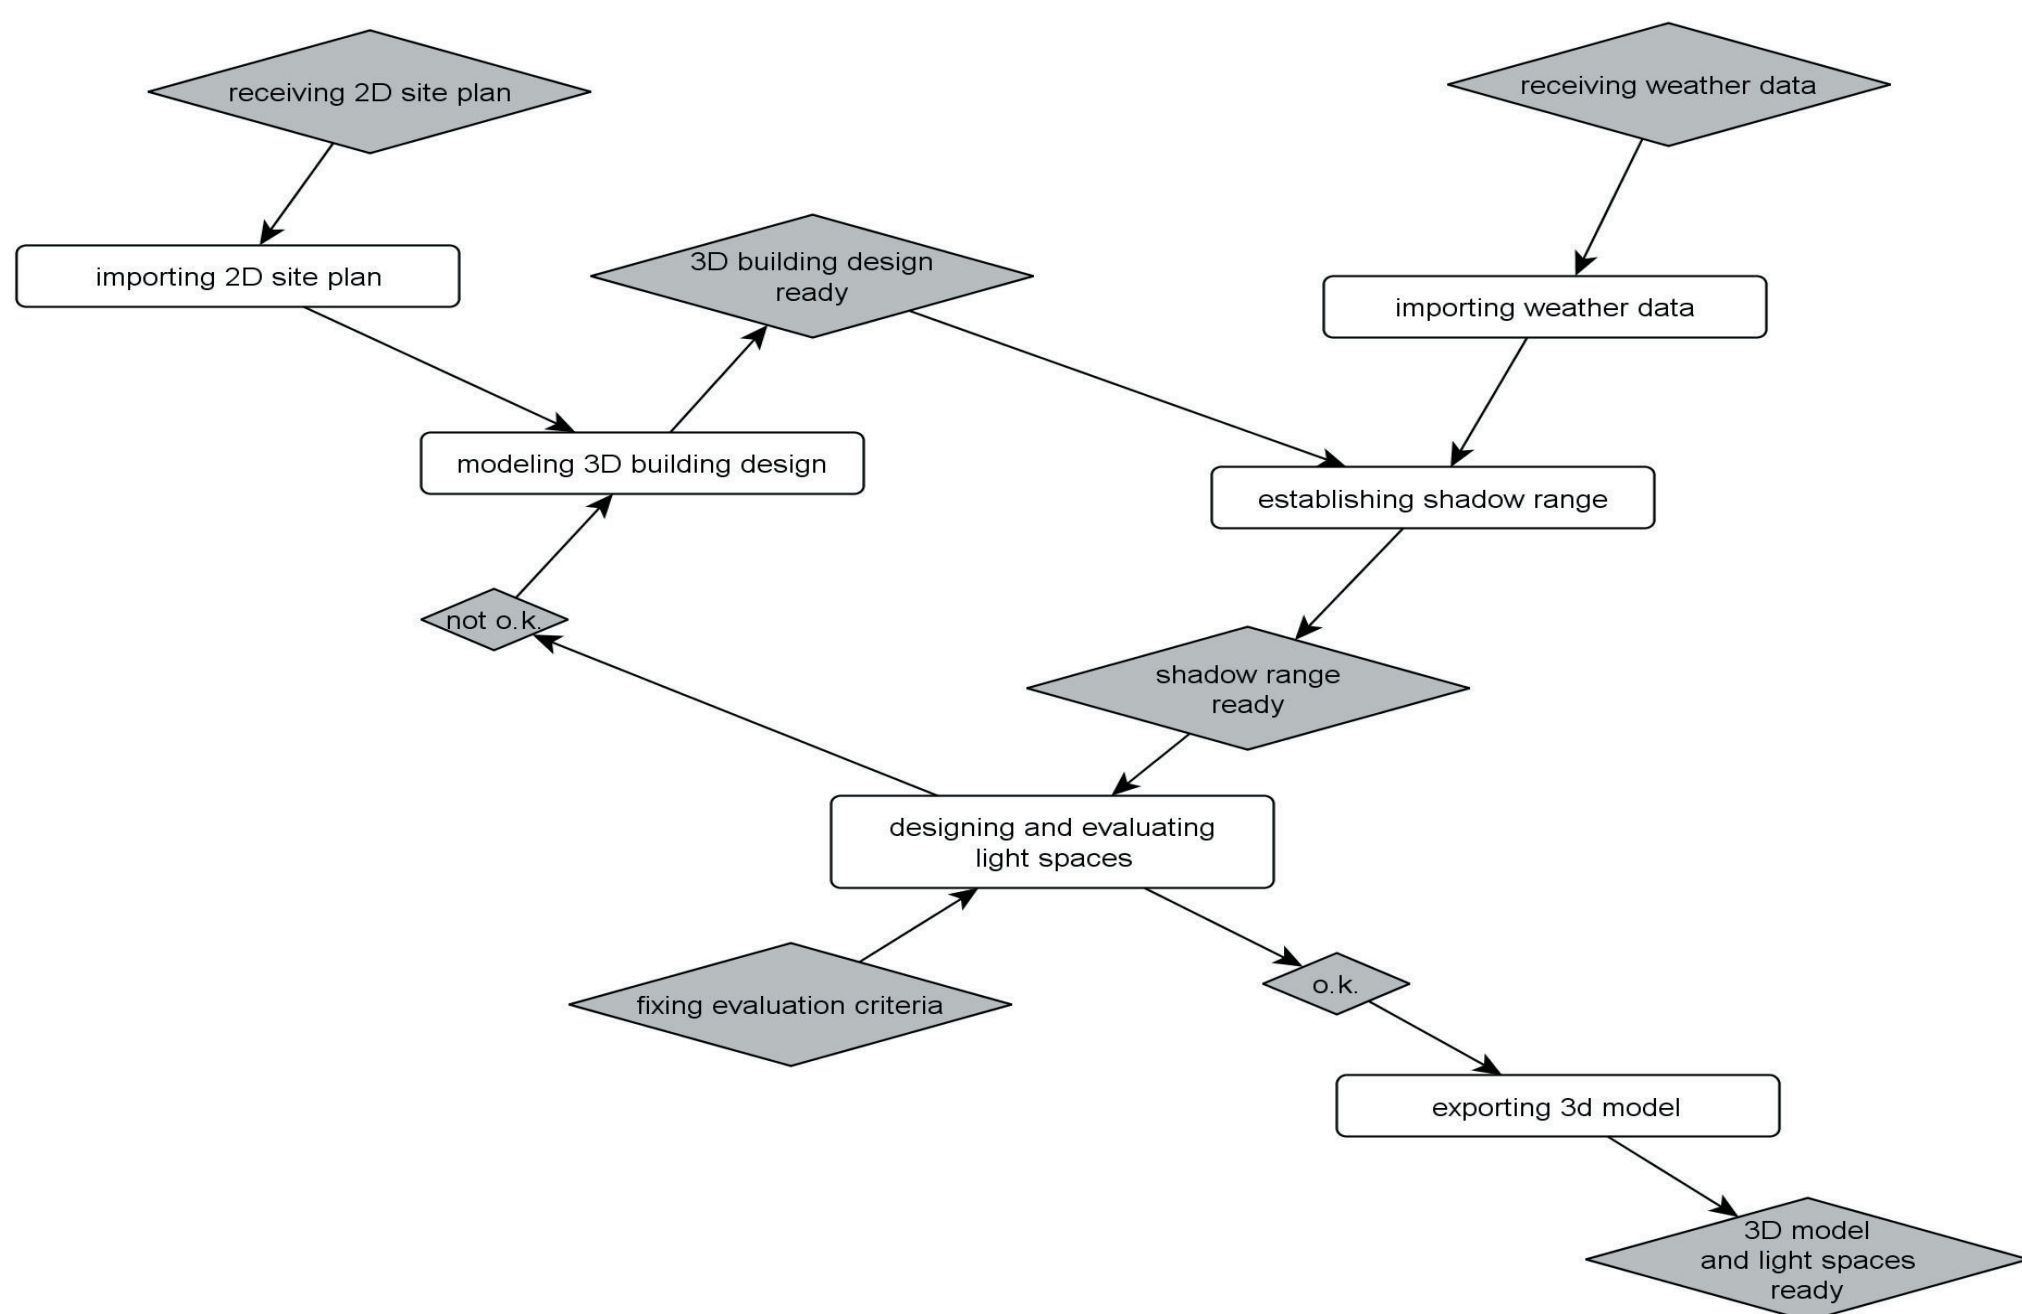 receiving 2D site plan
receiving weather data
importing 2D site plan
3D building design
ready
importing weather data
modeling 3D building design
establishing shadow range
not o.k.
shadow range
ready
designing and evaluating
light spaces
fixing evaluation criteria
o.k.
exporting 3d model
3D model
and light spaces
ready